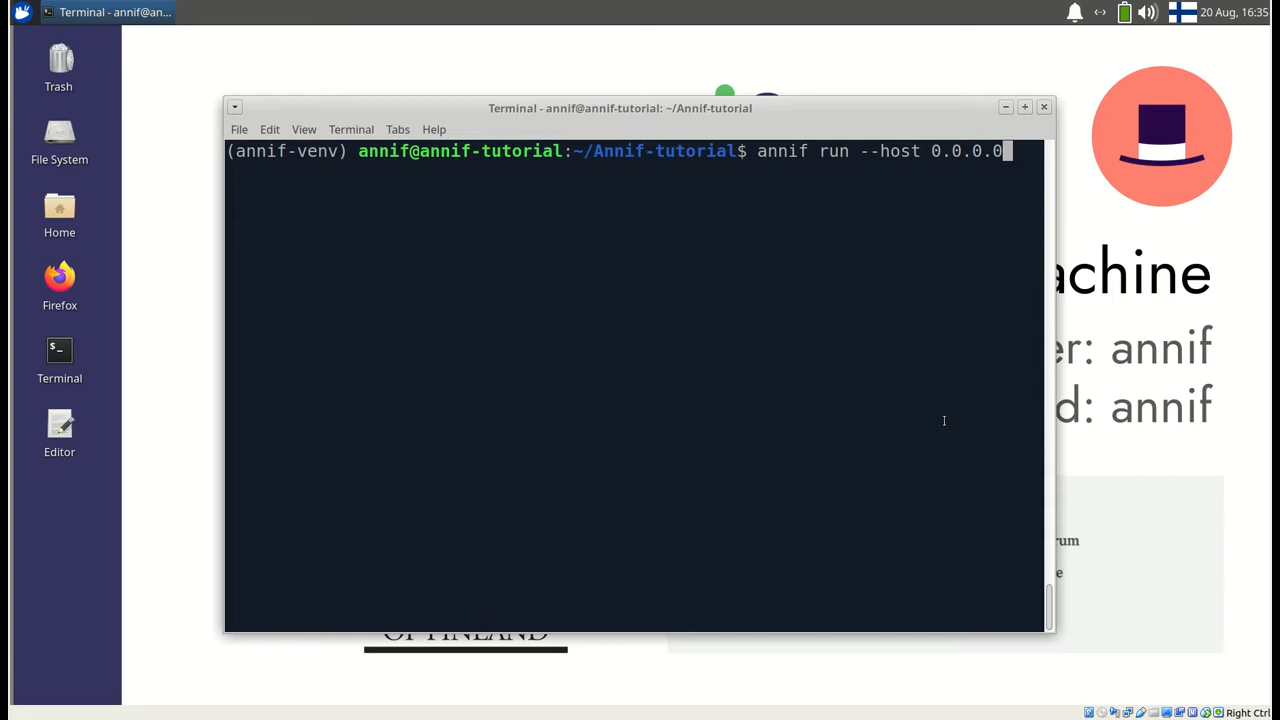 Terminal - annif@an...
20 Aug, 16:35
Trash
File System
Home
Firefox
Terminal
Editor
Terminal - annif@annif-tutorial: ~/Annif-tutorial
File Edit View Terminal Tabs Help
(annif-venv) annif@annif-tutorial:~/Annif-tutorial$ annif run --host 0.0.0.0
achine
er: annif
d: annif
rum
e
OF FINLAND
Right Ctrl